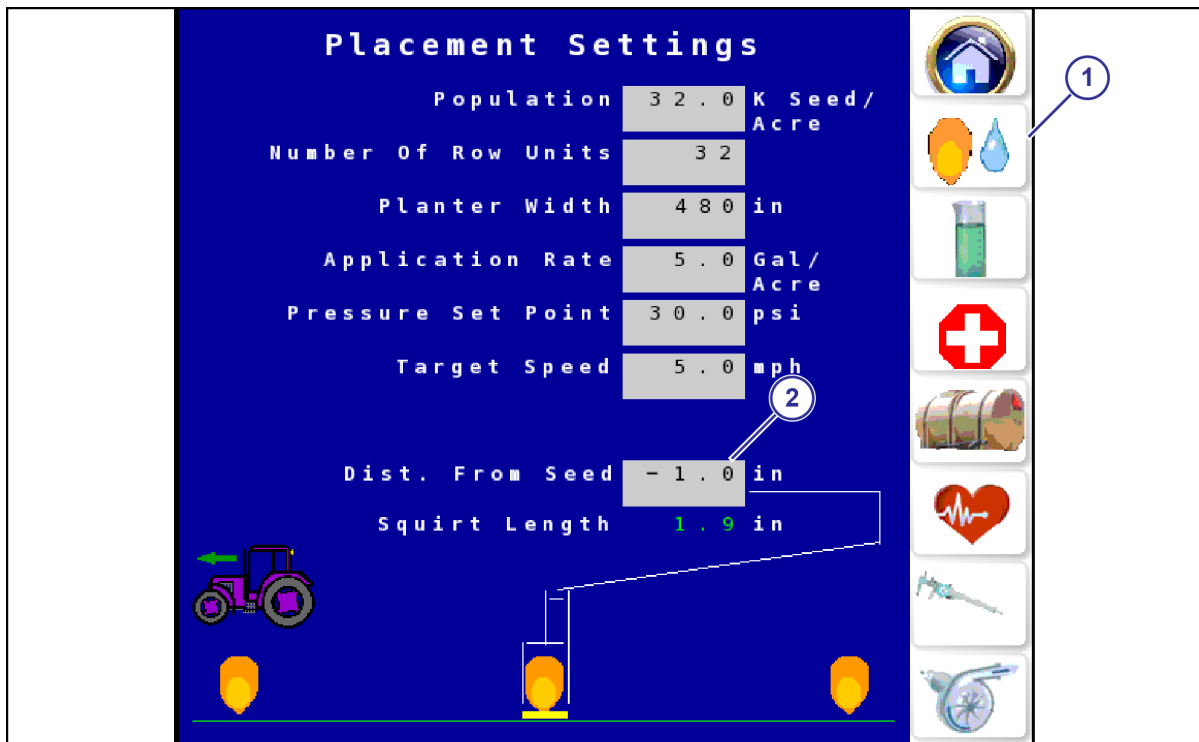 Placement Settings
1
Population 32.0 K Seed/
Acre
Number Of Row Units 32
Planter Width 480 in
Application Rate 5.0 Gal/
Acre
Pressure Set Point 30.0 psi
Target Speed 5.0 mph
2
Dist. From Seed -1.0 in
Squirt Length 1.9 in